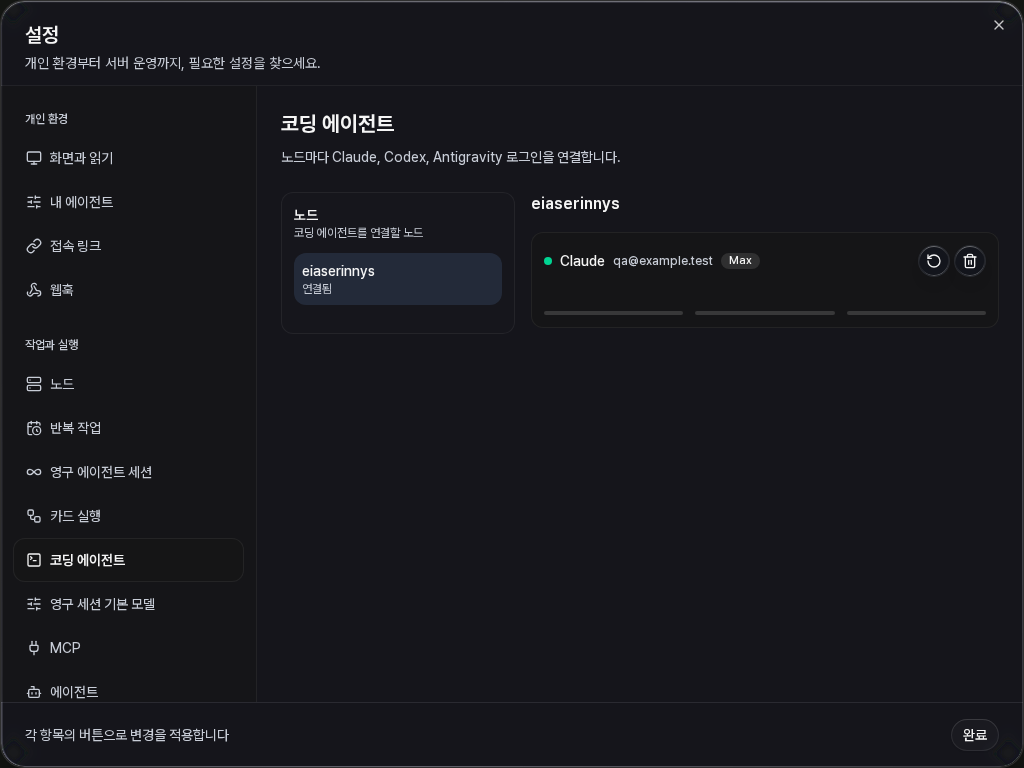 설정
개인 환경부터 서버 운영까지, 필요한 설정을 찾으세요.
개인 환경
화면과 읽기
내 에이전트
접속 링크
웹훅
작업과 실행
노드
반복 작업
영구 에이전트 세션
카드 실행
코딩 에이전트
영구 세션 기본 모델
MCP
에이전트
코딩 에이전트
노드마다 Claude, Codex, Antigravity 로그인을 연결합니다.
노드
코딩 에이전트를 연결할 노드
eiaserinnys
연결됨
eiaserinnys
Claude qa@example.test Max
각 항목의 버튼으로 변경을 적용합니다
완료